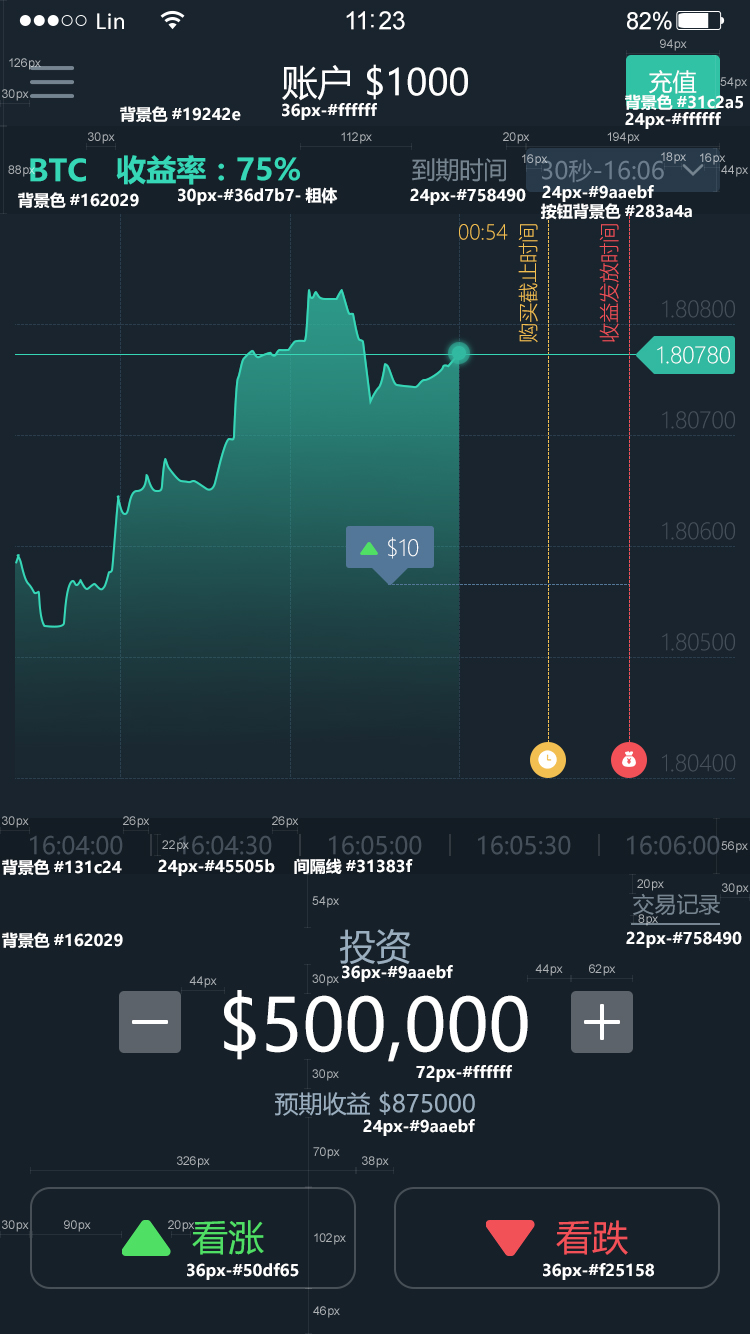 ●●●○○ Lin 11:23 82%
94px
126px
账户 $1000
充值
54px
30px
背景色 #19242e
36px-#ffffff
背景色 #31c2a5
24px-#ffffff
30px
112px
20px
194px
88px
BTC 收益率：75%
到期时间
16px
30秒-16:06
18px
16px
44px
背景色 #162029
30px-#36d7b7- 粗体
24px-#758490
24px-#9aaebf
按钮背景色 #283a4a
00:54
购买截止时间
收益发放时间
1.80800
1.80780
1.80700
1.80600
$10
1.80500
1.80400
30px
26px
26px
16:04:00
22px
16:04:30
16:05:00
16:05:30
16:06:00
56px
背景色 #131c24
24px-#45505b
间隔线 #31383f
20px
30px
54px
交易记录
8px
背景色 #162029
22px-#758490
投资
36px-#9aaebf
44px
30px
44px
62px
$500,000
30px
72px-#ffffff
预期收益 $875000
24px-#9aaebf
70px
326px
38px
30px
90px
20px
看涨
102px
看跌
36px-#50df65
36px-#f25158
46px